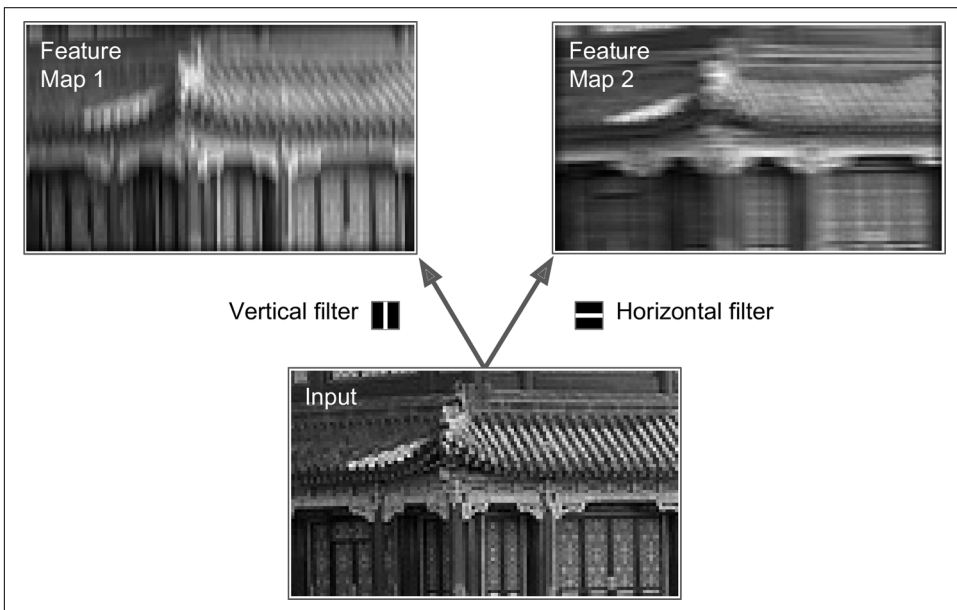 Feature
Map 1
Feature
Map 2
Vertical filter
Horizontal filter
Input